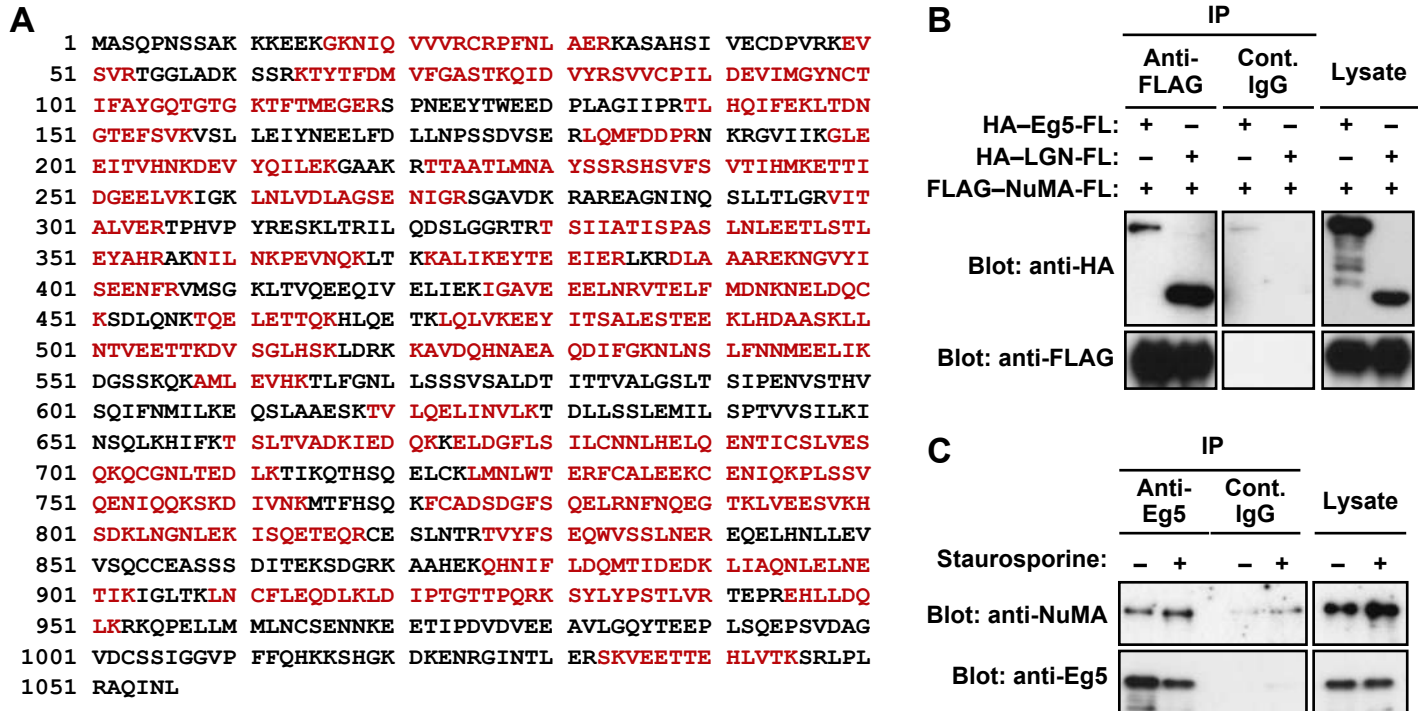 A
1 MASQPNSSAK KKEEKGKNIQ VVVRCRPFNL AERKASAHSI VECDPVRKEV
51 SVRTGGLADK SSRKTYTFDM VFGASTKQID VYRSVVCPIL DEVIMGYNCT
101 IFAYGQTGTG KTFTMEGERS PNEEYTWEED PLAGIIPRTL HQIFEKLTDN
151 GTEFSVKVSL LEIYNEELFD LLNPSSDVSE RLQMFDDPRN KRGVIIKGLE
201 EITVHNKDEV YQILEKGAAK RTTAATLMNA YSSRSHSVFS VTIHMKETTI
251 DGEELVKIGK LNLVDLAGSE NIGRSGAVDK RAREAGNINQ SLLTLGRVIT
301 ALVERTPHVP YRESKLTRIL QDSLGGRTRT SIIATISPAS LNLEETLSTL
351 EYAHRAKNIL NKPEVNQKLT KKALIKEYTE EIERLKRDLA AAREKNGVYI
401 SEENFRVMSG KLTVQEEQIV ELIEKIGAVE EELNRVTELF MDNKNELDQC
451 KSDLQNKTQE LETTQKHLQE TKLQLVKEEY ITSALESTEE KLHDAASKLL
501 NTVEETTKDV SGLHSKLDRK KAVDQHNAEA QDIFGKNLNS LFNNMEELIK
551 DGSSKQKAML EVHKTLFGNL LSSSVSALDT ITTVALGSLT SIPENVSTHV
601 SQIFNMILKE QSLAAESKTV LQELINVLKT DLLSSLEMIL SPTVVSILKI
651 NSQLKHIFKT SLTVADKIED QKKELDGFLS ILCNNLHELQ ENTICSLVES
701 QKQCGNLTED LKTIKQTHSQ ELCKLMNLWT ERFCALEEKC ENIQKPLSSV
751 QENIQQKSKD IVNKMTFHSQ KFCADSDGFS QELRNFNQEG TKLVEESVKH
801 SDKLNGNLEK ISQETEQRCE SLNTRTVYFS EQWVSSLNER EQELHNLLEV
851 VSQCCEASSS DITEKSDGRK AAHEKQHNIF LDQMTIDEDK LIAQNLELNE
901 TIKIGLTKLN CFLEQDLKLD IPTGTTPQRK SYLYPSTLVR TEPREHLLDQ
951 LKRKQPELLM MLNCSENNKE ETIPDVDVEE AVLGQYTEEP LSQEPSVDAG
1001 VDCSSIGGVP FFQHKKSHGK DKENRGINTL ERSKVEETTE HLVTKSRLPL
1051 RAQINL
B
IP
Anti-FLAG Cont. IgG Lysate
HA–Eg5-FL: + – + – + –
HA–LGN-FL: – + – + – +
FLAG–NuMA-FL: + + + + + +
Blot: anti-HA
Blot: anti-FLAG
C
IP
Anti-Eg5 Cont. IgG Lysate
Staurosporine: – + – + – +
Blot: anti-NuMA
Blot: anti-Eg5